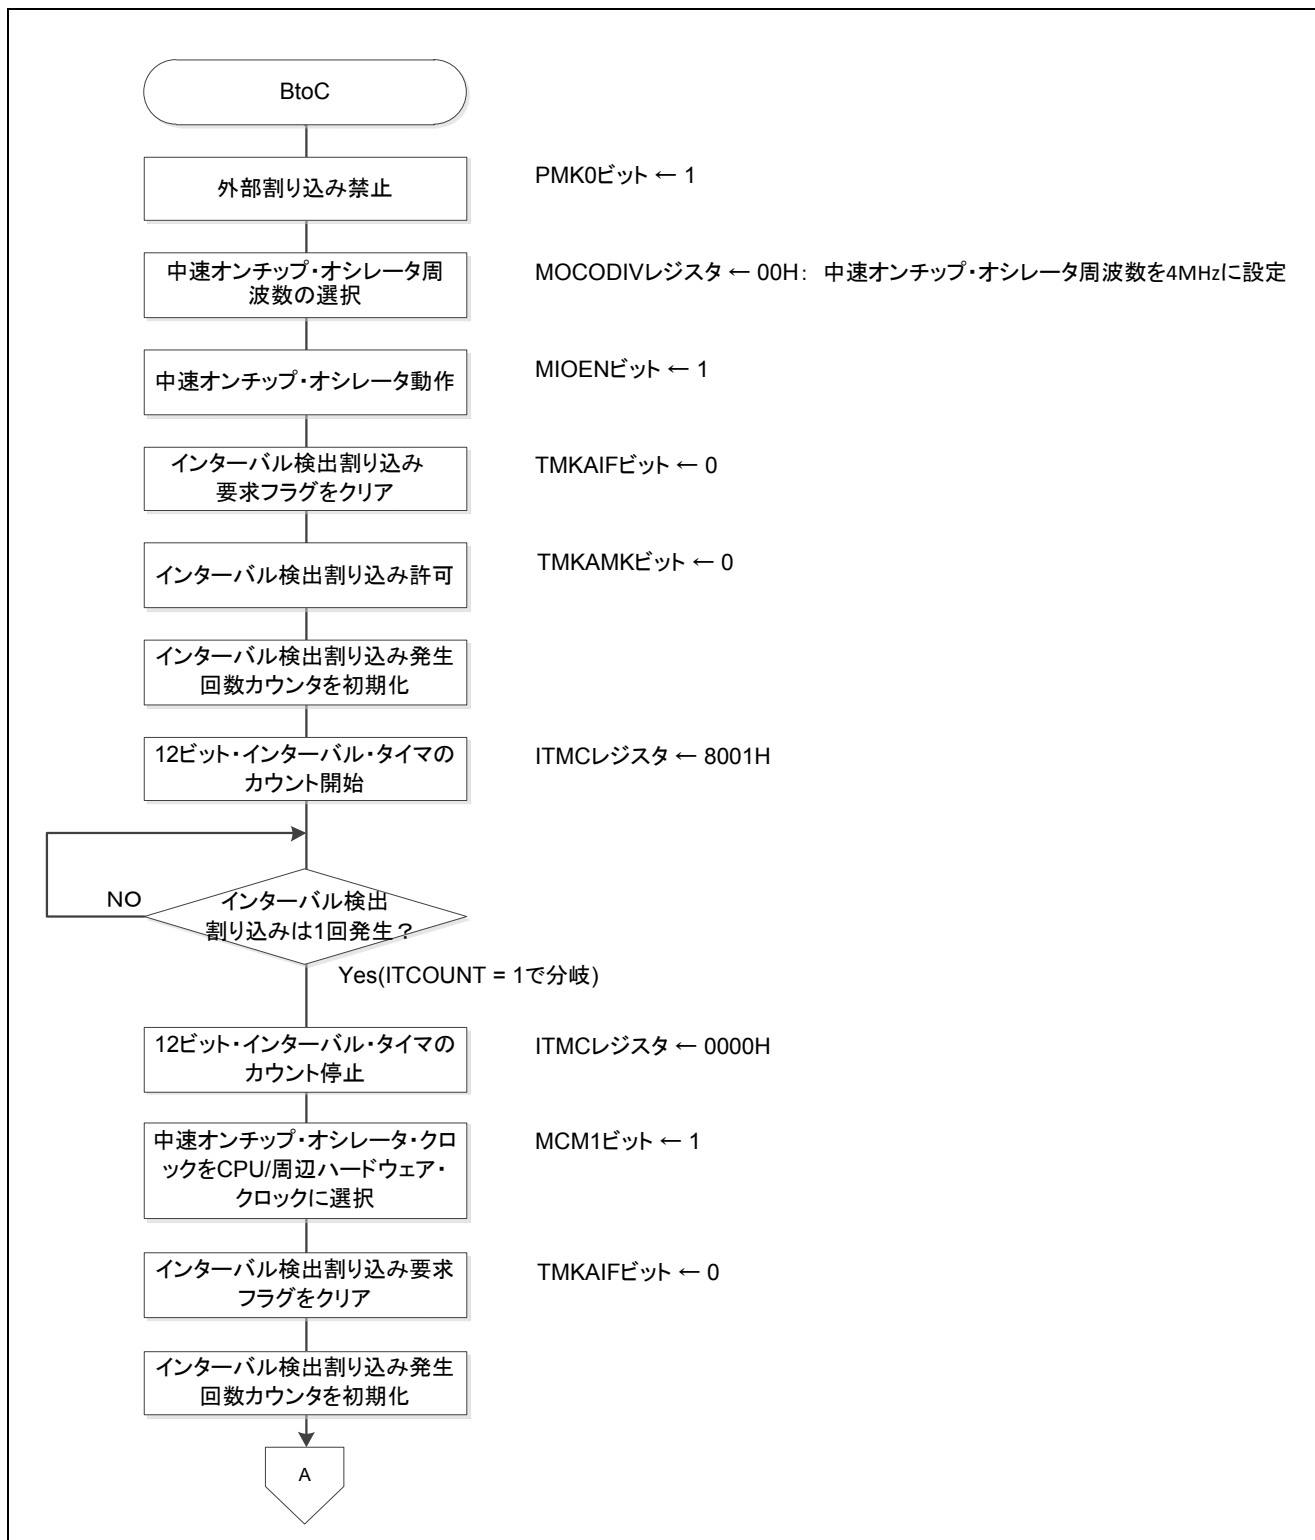 BtoC
外部割り込み禁止
PMK0ビット ← 1
中速オンチップ・オシレータ周
波数の選択
MOCODIVレジスタ ← 00H： 中速オンチップ・オシレータ周波数を4MHzに設定
中速オンチップ・オシレータ動作
MIOENビット ← 1
インターバル検出割り込み
要求フラグをクリア
TMKAIFビット ← 0
インターバル検出割り込み許可
TMKAMKビット ← 0
インターバル検出割り込み発生
回数カウンタを初期化
12ビット・インターバル・タイマの
カウント開始
ITMCレジスタ ← 8001H
NO
インターバル検出
割り込みは1回発生？
Yes(ITCOUNT = 1で分岐)
12ビット・インターバル・タイマの
カウント停止
ITMCレジスタ ← 0000H
中速オンチップ・オシレータ・クロ
ックをCPU/周辺ハードウェア・
クロックに選択
MCM1ビット ← 1
インターバル検出割り込み要求
フラグをクリア
TMKAIFビット ← 0
インターバル検出割り込み発生
回数カウンタを初期化
A